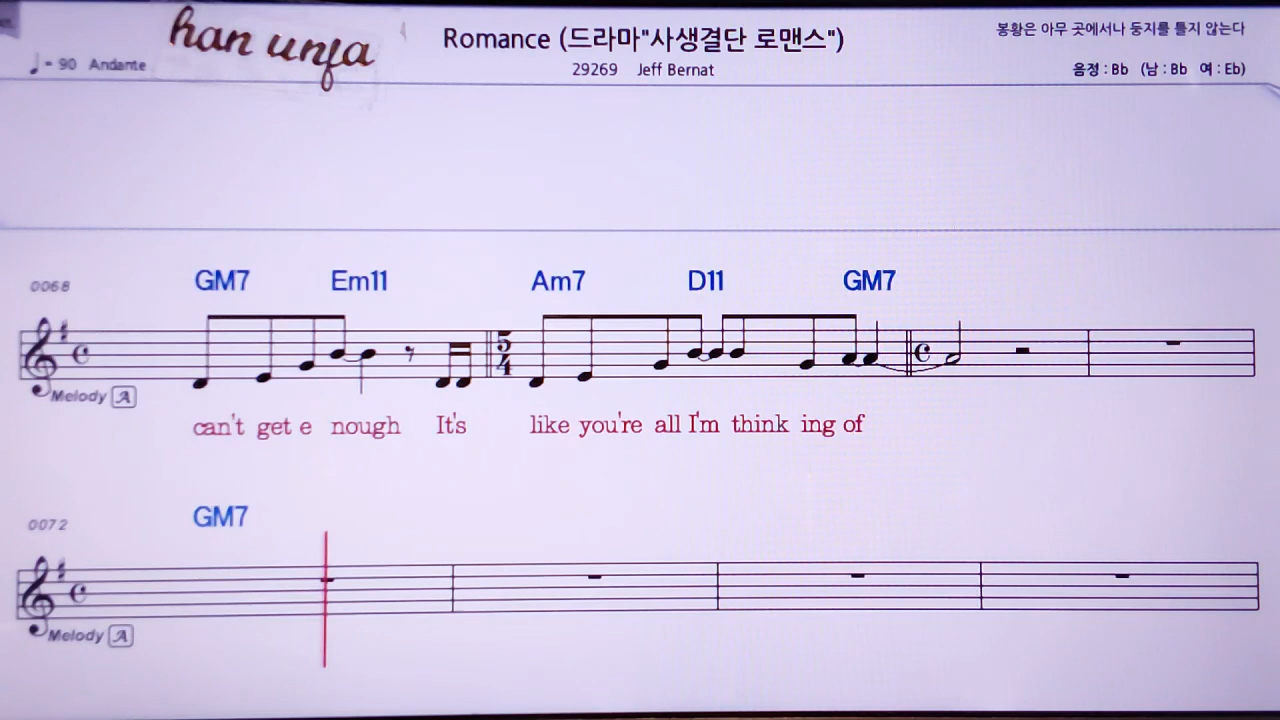 han unfa
Romance (드라마"사생결단 로맨스")
봉황은 아무 곳에서나 둥지를 틀지 않는다
♩= 90 Andante
29269 Jeff Bernat
음정 : Bb (남 : Bb 여 : Eb)
0068
GM7 Em11 Am7 D11 GM7
5
4
Melody A
can't get e nough It's like you're all I'm think ing of
0072
GM7
Melody A